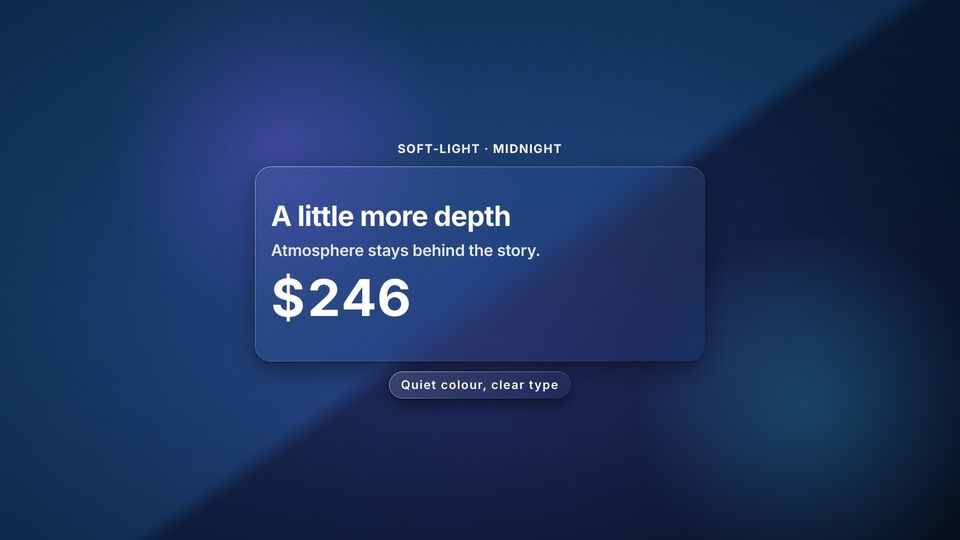 SOFT-LIGHT · MIDNIGHT
A little more depth
Atmosphere stays behind the story.
$246
Quiet colour, clear type